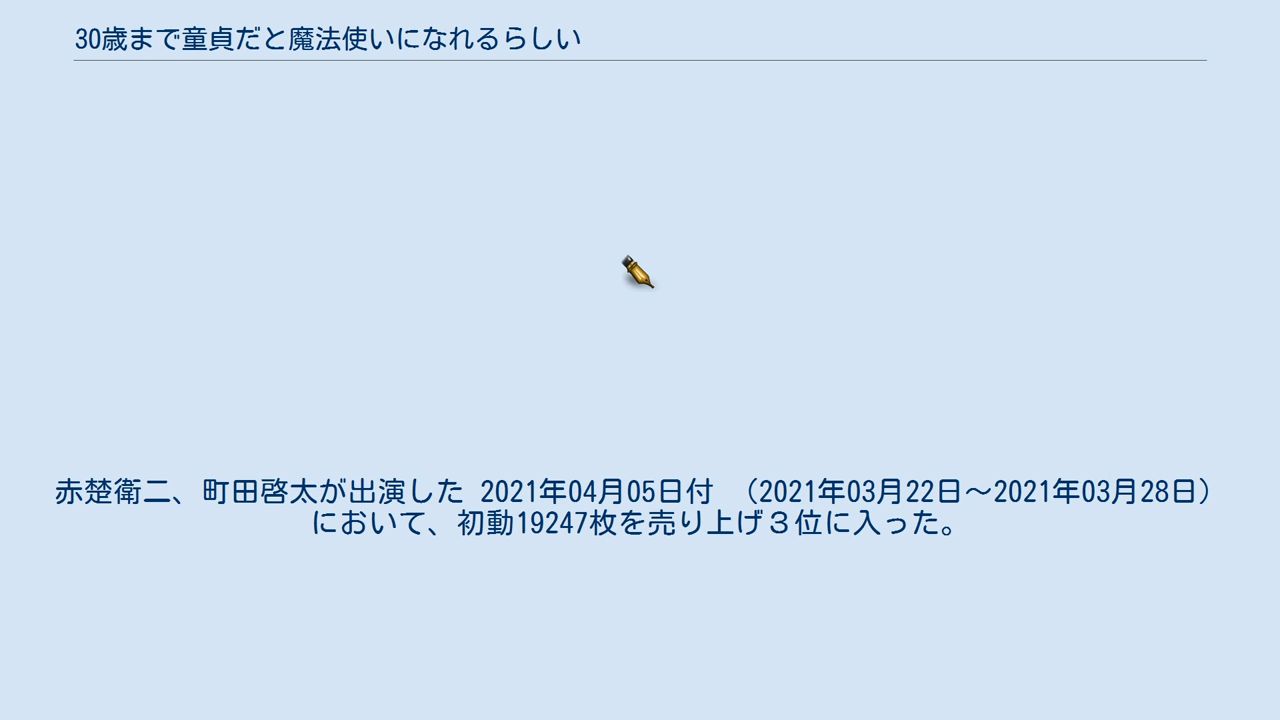 30歳まで童貞だと魔法使いになれるらしい
赤楚衛二、町田啓太が出演した 2021年04月05日付 （2021年03月22日～2021年03月28日）
において、初動19247枚を売り上げ３位に入った。